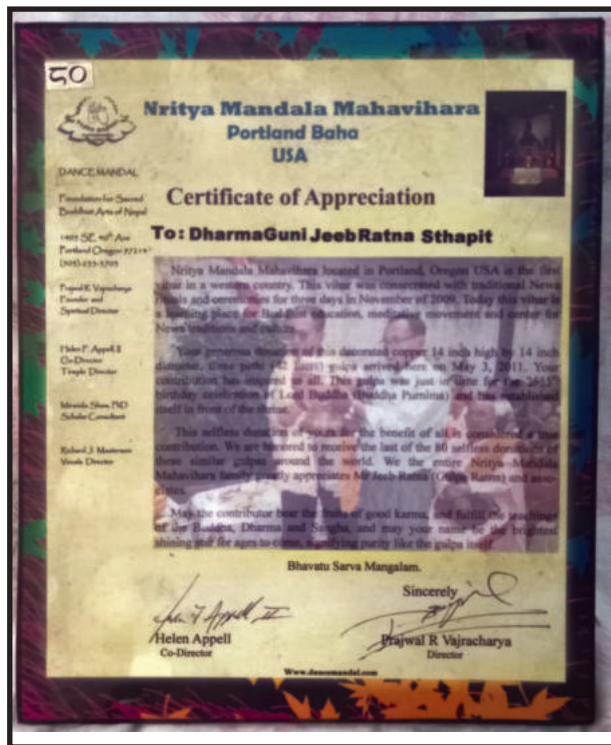 ८०
Nritya Mandala Mahavihara
Portland Baha
USA
DANCE MANDAL
Foundation for Sacred
Buddhist Arts of Nepal
Portland Oregon
Prajwal R. Vajracharya
Founder and
Spiritual Director
Helen F. Appell II
Co-Director
Temple Director
Miranda Shaw, PhD
Scholar Consultant
Richard J. Masterson
Vocals Director
Certificate of Appreciation
To: DharmaGuni JeebRatna Sthapit
Nritya Mandala Mahavihara located in Portland, Oregon USA is the first
vihar in a western country. This vihar was consecrated with traditional Newa
rituals and ceremonies for three days in November of 2009. Today this vihar is
a learning place for Buddhist education, meditative movement and center for
Newa traditions and culture.
Your generous donation of this decorated copper 14 inch high by 14 inch
diameter, gulpa arrived here on May 3, 2011. Your
contribution has inspired us all. This gulpa was just in time for the 2615th
birthday celebration of Lord Buddha (Buddha Purnima) and has established
itself in front of the shrine.
This selfless donation of yours for the benefit of all is considered a true
contribution. We are honored to receive the last of the 80 selfless donations of
these similar gulpas around the world. We the entire Nritya Mandala
Mahavihara family greatly appreciates Mr Jeeb Ratna (Gulpa Ratna) and asso-
ciates.
May the contributor bear the fruits of good karma, and fulfill the teachings
of the Buddha, Dharma and Sangha, and may your name be the brightest
shining star for ages to come, signifying purity like the gulpa itself.
Bhavatu Sarva Mangalam.
Sincerely
Helen Appell
Co-Director
Prajwal R Vajracharya
Director
Www.dancemandal.com